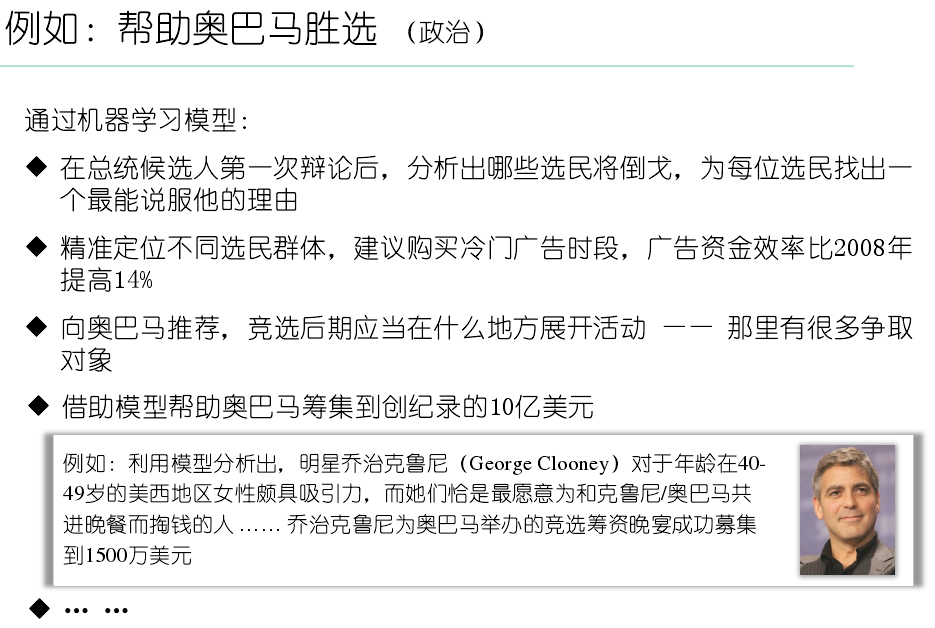 例如：帮助奥巴马胜选 （政治）
通过机器学习模型：
◆ 在总统候选人第一次辩论后，分析出哪些选民将倒戈，为每位选民找出一
个最能说服他的理由
◆ 精准定位不同选民群体，建议购买冷门广告时段，广告资金效率比2008年
提高14%
◆ 向奥巴马推荐，竞选后期应当在什么地方展开活动 —— 那里有很多争取
对象
◆ 借助模型帮助奥巴马筹集到创纪录的10亿美元
例如：利用模型分析出，明星乔治克鲁尼（George Clooney）对于年龄在40-
49岁的美西地区女性颇具吸引力，而她们恰是最愿意为和克鲁尼/奥巴马共
进晚餐而掏钱的人 …… 乔治克鲁尼为奥巴马举办的竞选筹资晚宴成功募集
到1500万美元
◆ … …